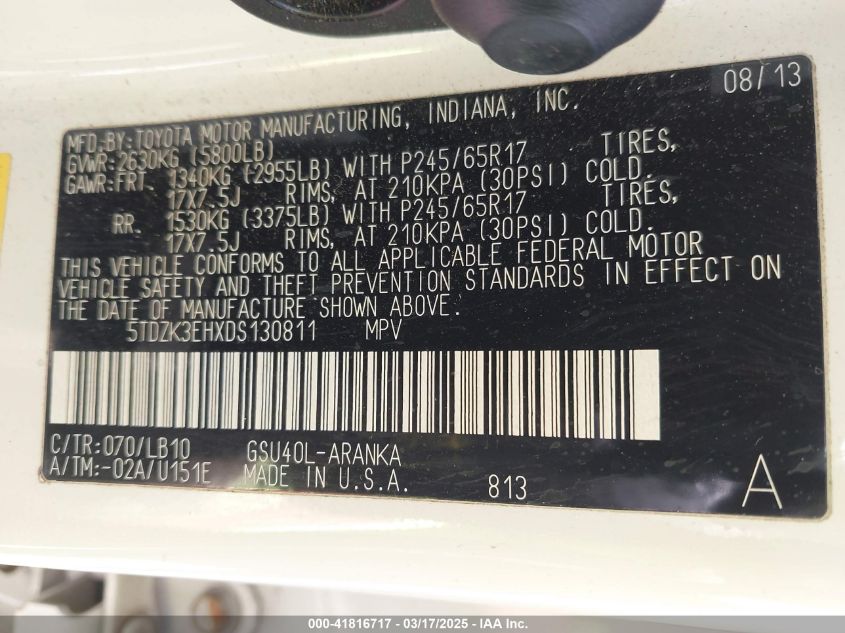 08/13
MFD.BY:TOYOTA MOTOR MANUFACTURING, INDIANA, INC.
GVWR:2630KG (5800LB)
GAWR:FRT. 1340KG (2955LB) WITH P245/65R17 TIRES,
17X7.5J RIMS, AT 210KPA (30PSI) COLD.
RR. 1530KG (3375LB) WITH P245/65R17 TIRES,
17X7.5J RIMS, AT 210KPA (30PSI) COLD.
THIS VEHICLE CONFORMS TO ALL APPLICABLE FEDERAL MOTOR
VEHICLE SAFETY AND THEFT PREVENTION STANDARDS IN EFFECT ON
THE DATE OF MANUFACTURE SHOWN ABOVE.
5TDZK3EHXDS130811 MPV
C/TR:070/LB10 GSU40L-ARANKA
A/TM:-02A/U151E MADE IN U.S.A. 813 A
000-41816717 - 03/17/2025 - IAA Inc.